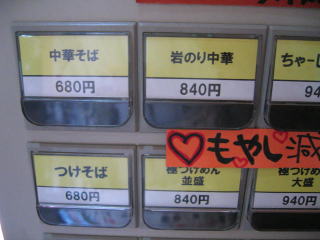 中華そば
680円
岩のり中華
840円
ちゃー
94
♡もやし減
つけそば
680円
極つけめん
並盛
840円
大盛
940円